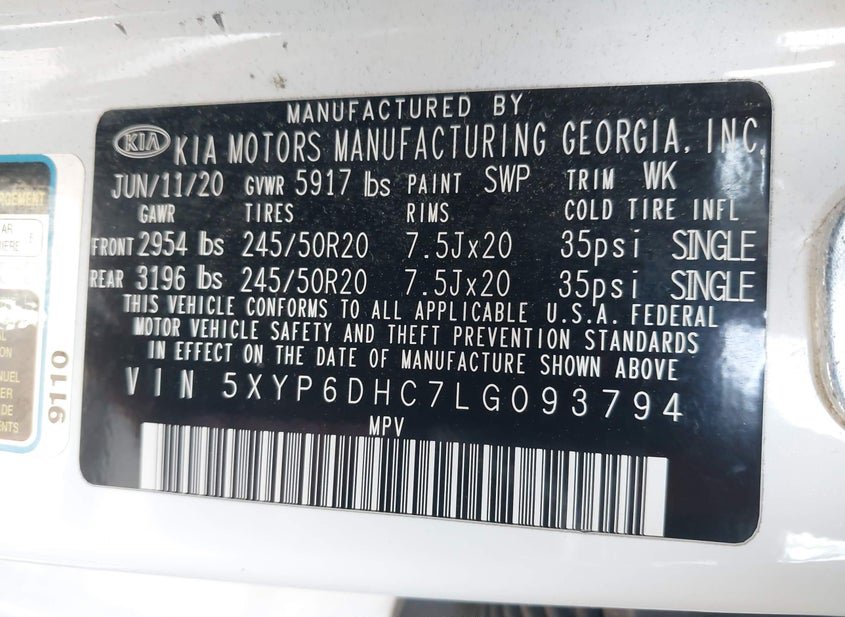 MANUFACTURED BY
KIA KIA MOTORS MANUFACTURING GEORGIA, INC.
JUN/11/20 GVWR 5917 lbs PAINT SWP TRIM WK
GAWR TIRES RIMS COLD TIRE INFL
FRONT 2954 lbs 245/50R20 7.5Jx20 35psi SINGLE
REAR 3196 lbs 245/50R20 7.5Jx20 35psi SINGLE
THIS VEHICLE CONFORMS TO ALL APPLICABLE U.S.A. FEDERAL
MOTOR VEHICLE SAFETY AND THEFT PREVENTION STANDARDS
IN EFFECT ON THE DATE OF MANUFACTURE SHOWN ABOVE
VIN 5XYP6DHC7LG093794
MPV
9110